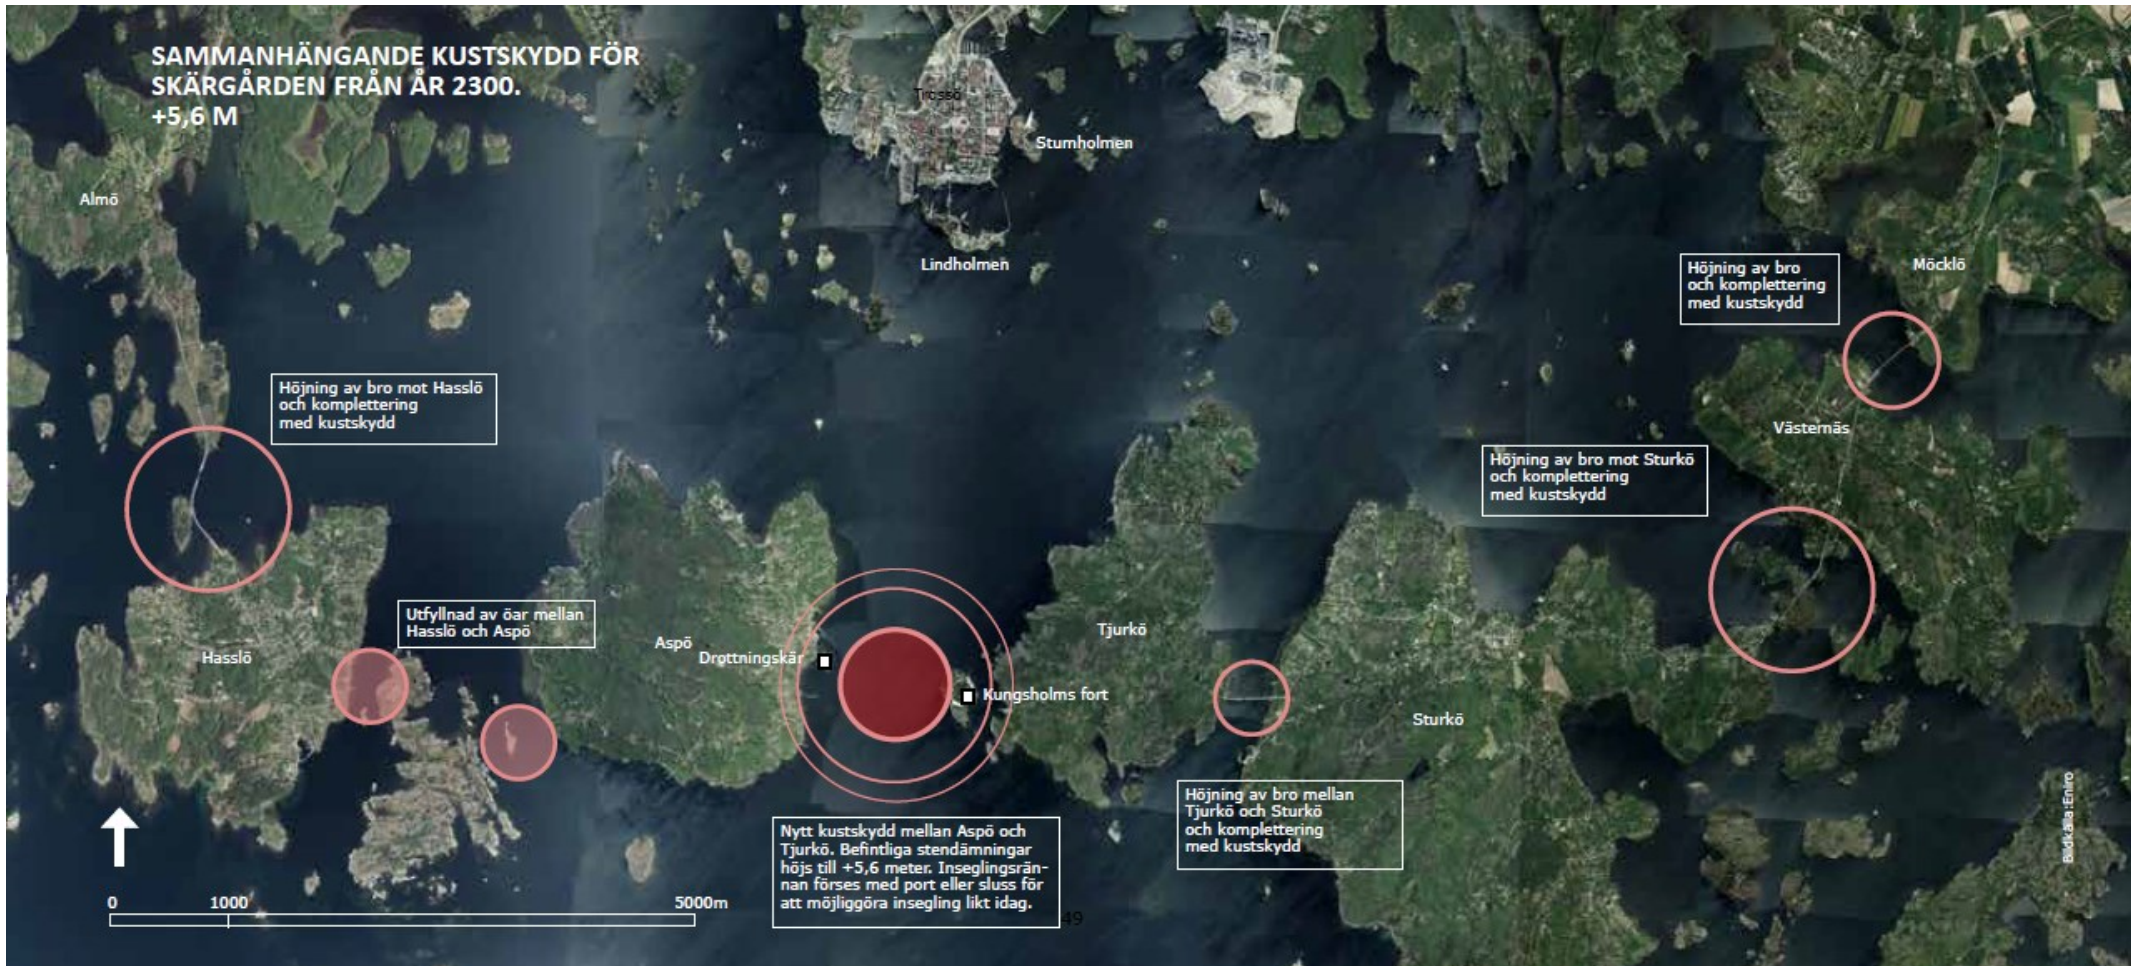 SAMMANHÄNGANDE KUSTSKYDD FÖR
SKÄRGÅRDEN FRÅN ÅR 2300.
+5,6 M
Trossö
Stumholmen
Almö
Lindholmen
Möcklö
Höjning av bro
och komplettering
med kustskydd
Höjning av bro mot Hasslö
och komplettering
med kustskydd
Västernäs
Höjning av bro mot Sturkö
och komplettering
med kustskydd
Utfyllnad av öar mellan
Hasslö och Aspö
Hasslö
Aspö
Drottningskär
Kungsholms fort
Tjurkö
Sturkö
Höjning av bro mellan
Tjurkö och Sturkö
och komplettering
med kustskydd
Nytt kustskydd mellan Aspö och
Tjurkö. Befintliga stendämningar
höjs till +5,6 meter. Inseglingsrän-
nan förses med port eller sluss för
att möjliggöra insegling likt idag.
0 1000 5000m
49
Bildkälla:Eniro